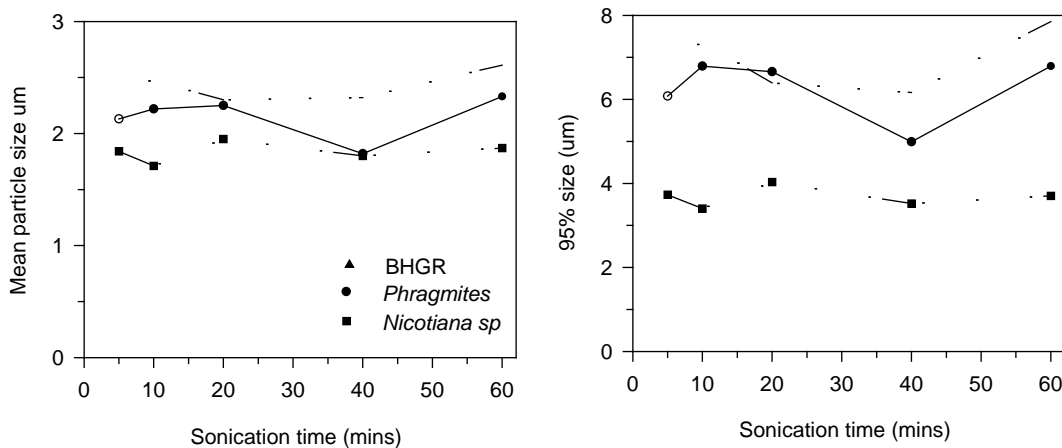 Mean particle size um
3
2
1
0
BHGR
Phragmites
Nicotiana sp
0 10 20 30 40 50 60
Sonication time (mins)
95% size (um)
8
6
4
2
0
0 10 20 30 40 50 60
Sonication time (mins)